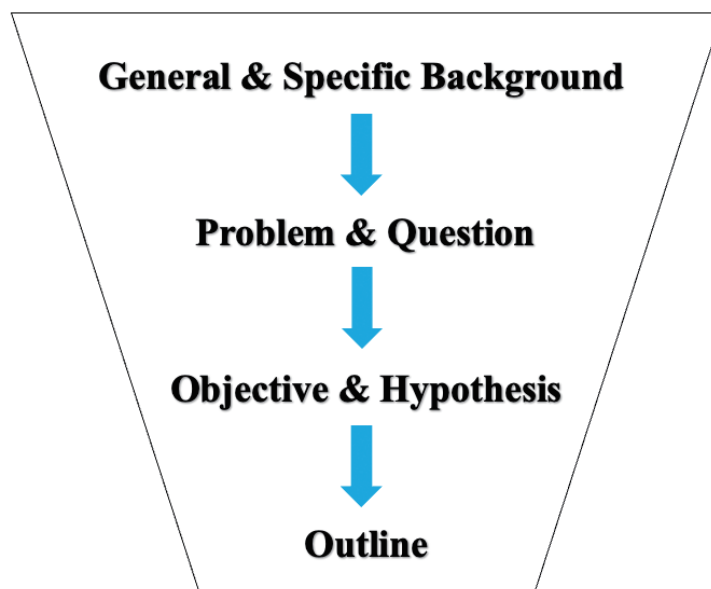 General & Specific Background
Problem & Question
Objective & Hypothesis
Outline